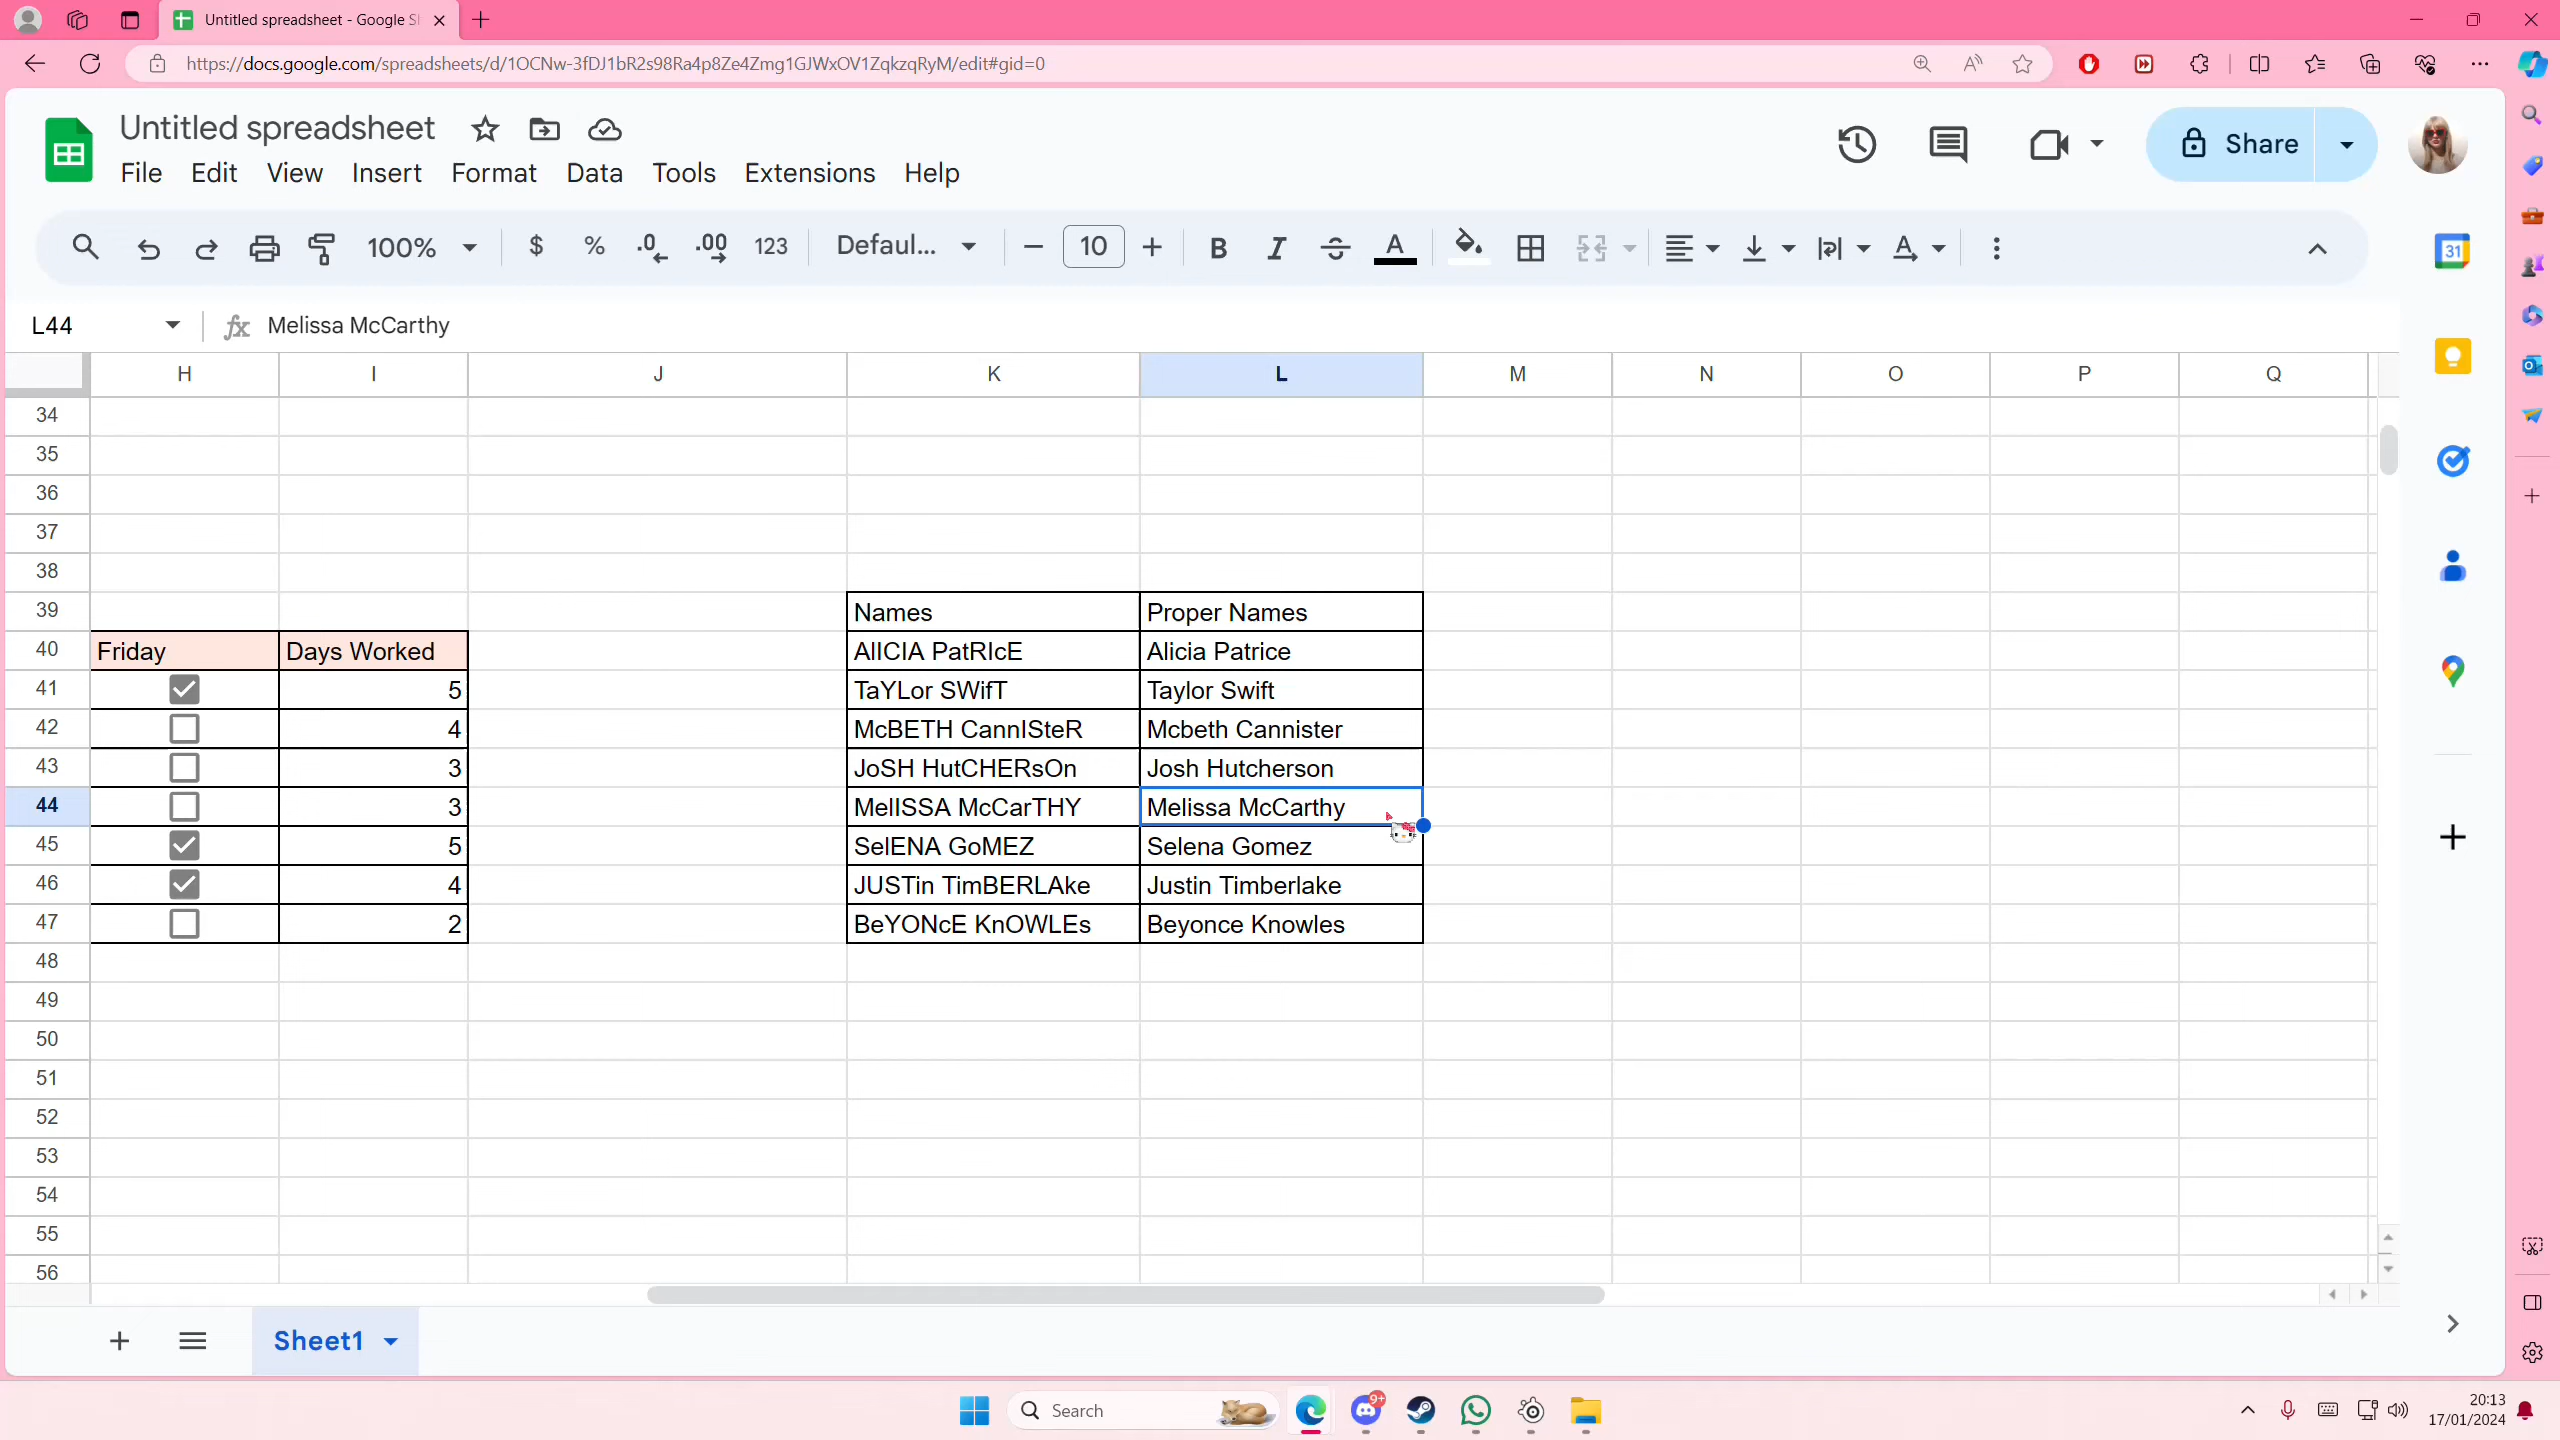 Untitled spreadsheet - Google Sl
https://docs.google.com/spreadsheets/d/1OCNw-3fDJ1bR2s98Ra4p8Ze4Zmg1GJWxOV1ZqkzqRyM/edit#gid=0
Untitled spreadsheet
File Edit View Insert Format Data Tools Extensions Help
Share
100% $ % .0 .00 123 Defaul... 10
L44 fx Melissa McCarthy
H I J K L M N O P Q
34
35
36
37
38
39 Names Proper Names
40 Friday Days Worked AlICIA PatRIcE Alicia Patrice
41 5 TaYLor SWifT Taylor Swift
42 4 McBETH CannISteR Mcbeth Cannister
43 3 JoSH HutCHERsOn Josh Hutcherson
44 3 MelISSA McCarTHY Melissa McCarthy
45 5 SelENA GoMEZ Selena Gomez
46 4 JUSTin TimBERLAke Justin Timberlake
47 2 BeYONcE KnOWLEs Beyonce Knowles
48
49
50
51
52
53
54
55
56
Sheet1
Search 9+ 20:13
17/01/2024
31